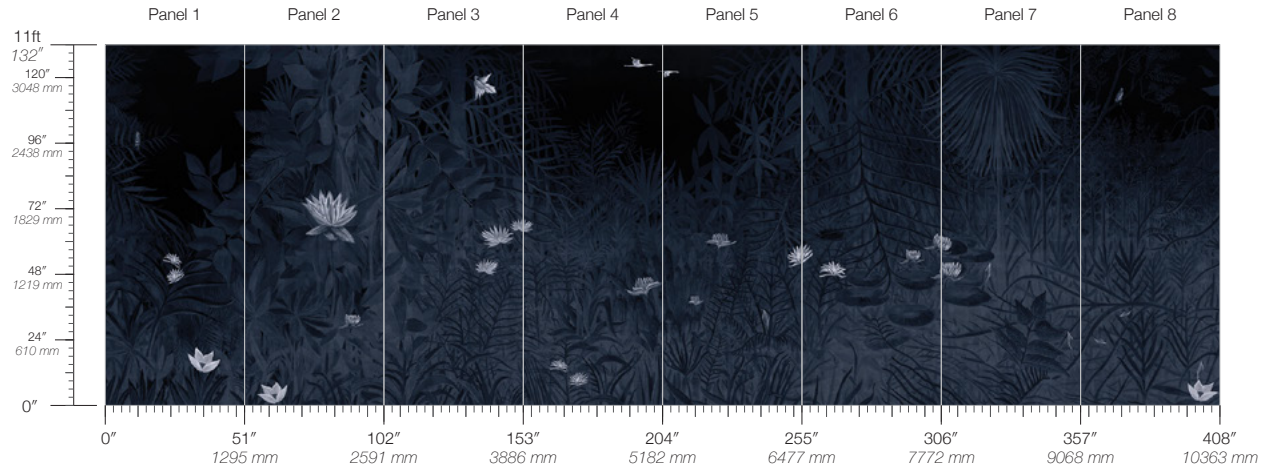 Panel 1 Panel 2 Panel 3 Panel 4 Panel 5 Panel 6 Panel 7 Panel 8
11ft
132″
120″
3048 mm
96″
2438 mm
72″
1829 mm
48″
1219 mm
24″
610 mm
0″
0″ 51″ 102″ 153″ 204″ 255″ 306″ 357″ 408″
1295 mm 2591 mm 3886 mm 5182 mm 6477 mm 7772 mm 9068 mm 10363 mm